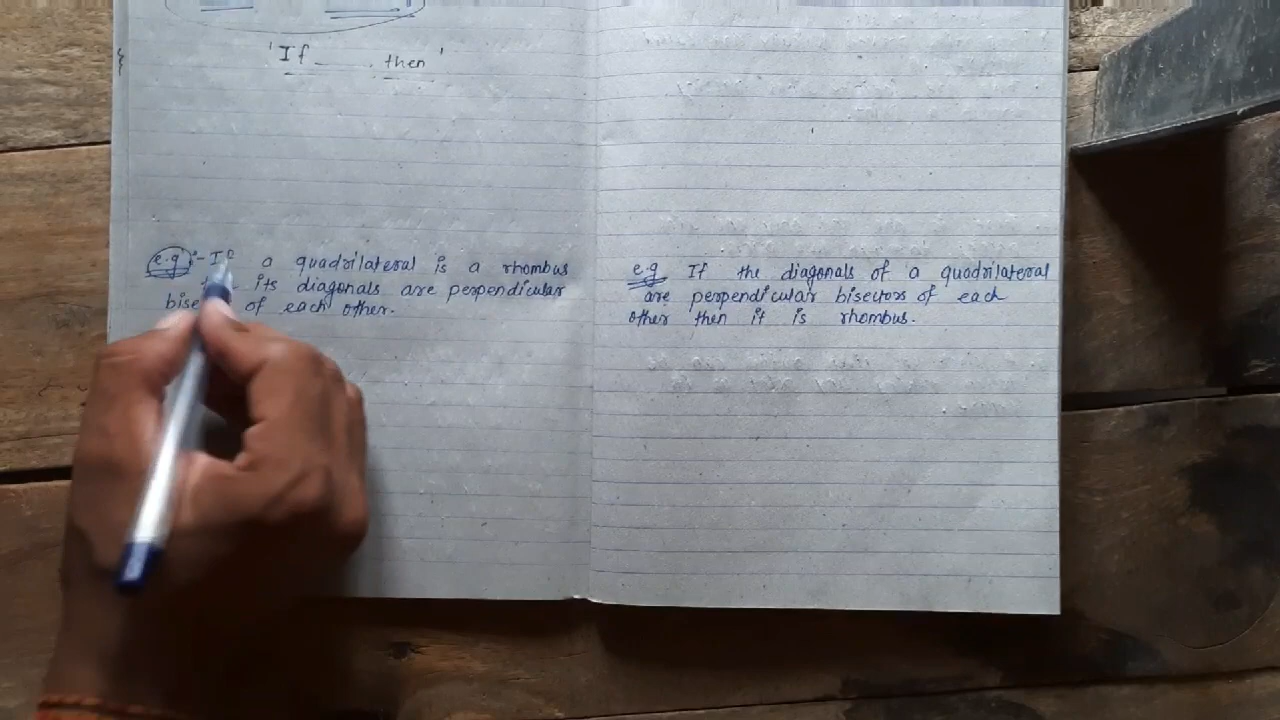 'If ____ . then'
e.g :- If a quadrilateral is a rhombus
its diagonals are perpendicular
of each other.
e.g If the diagonals of a quadrilateral
are perpendicular bisectors of each
other then it is rhombus.